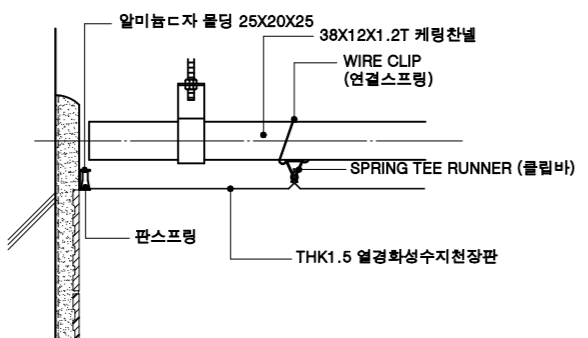 알미늄ㄷ자 몰딩 25X20X25
38X12X1.2T 케링찬넬
WIRE CLIP
(연결스프링)
SPRING TEE RUNNER (클립바)
판스프링
THK1.5 열경화성수지천장판